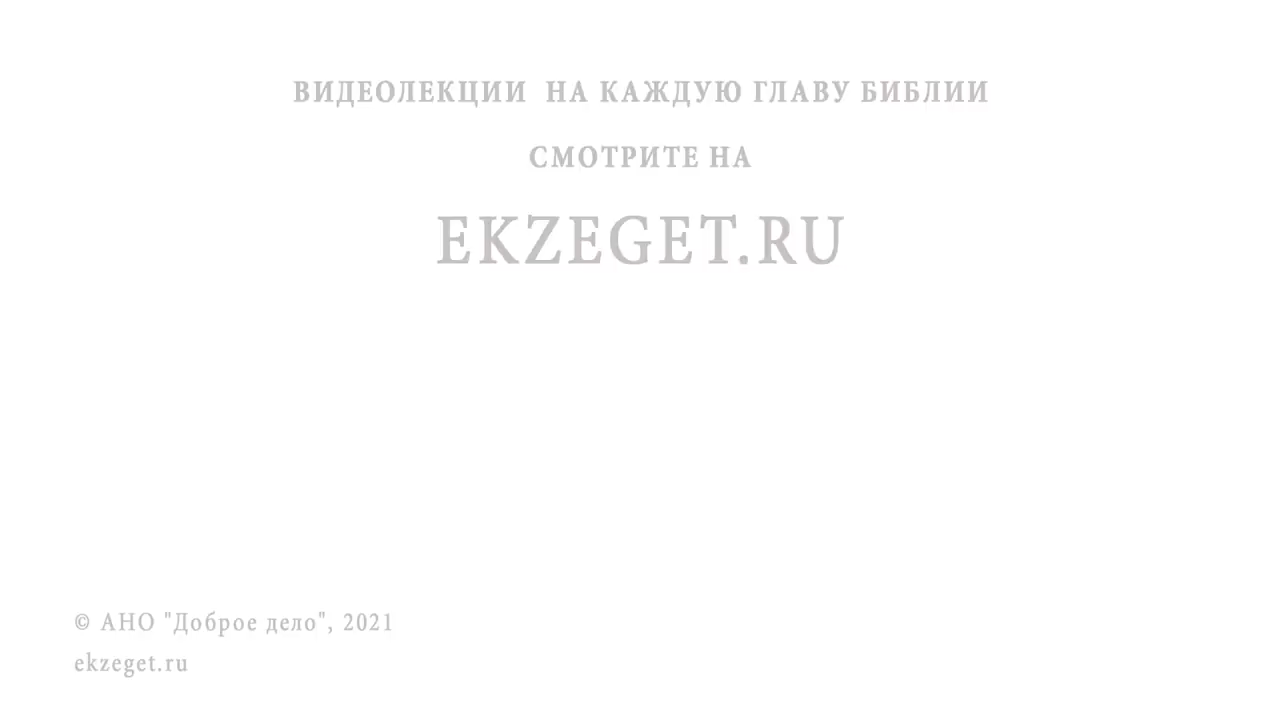 ВИДЕОЛЕКЦИИ НА КАЖДУЮ ГЛАВУ БИБЛИИ
СМОТРИТЕ НА
EKZEGET.RU
© АНО "Доброе дело", 2021
ekzeget.ru